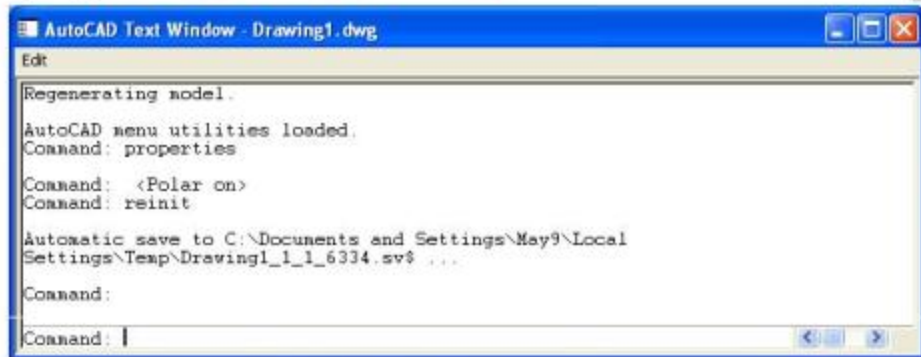 AutoCAD Text Window - Drawing1.dwg
Edit
Regenerating model.
AutoCAD menu utilities loaded.
Command: properties
Command:  <Polar on>
Command: reinit
Automatic save to C:\Documents and Settings\May9\Local
Settings\Temp\Drawing1_1_1_6334.sv$ ...
Command:
Command: